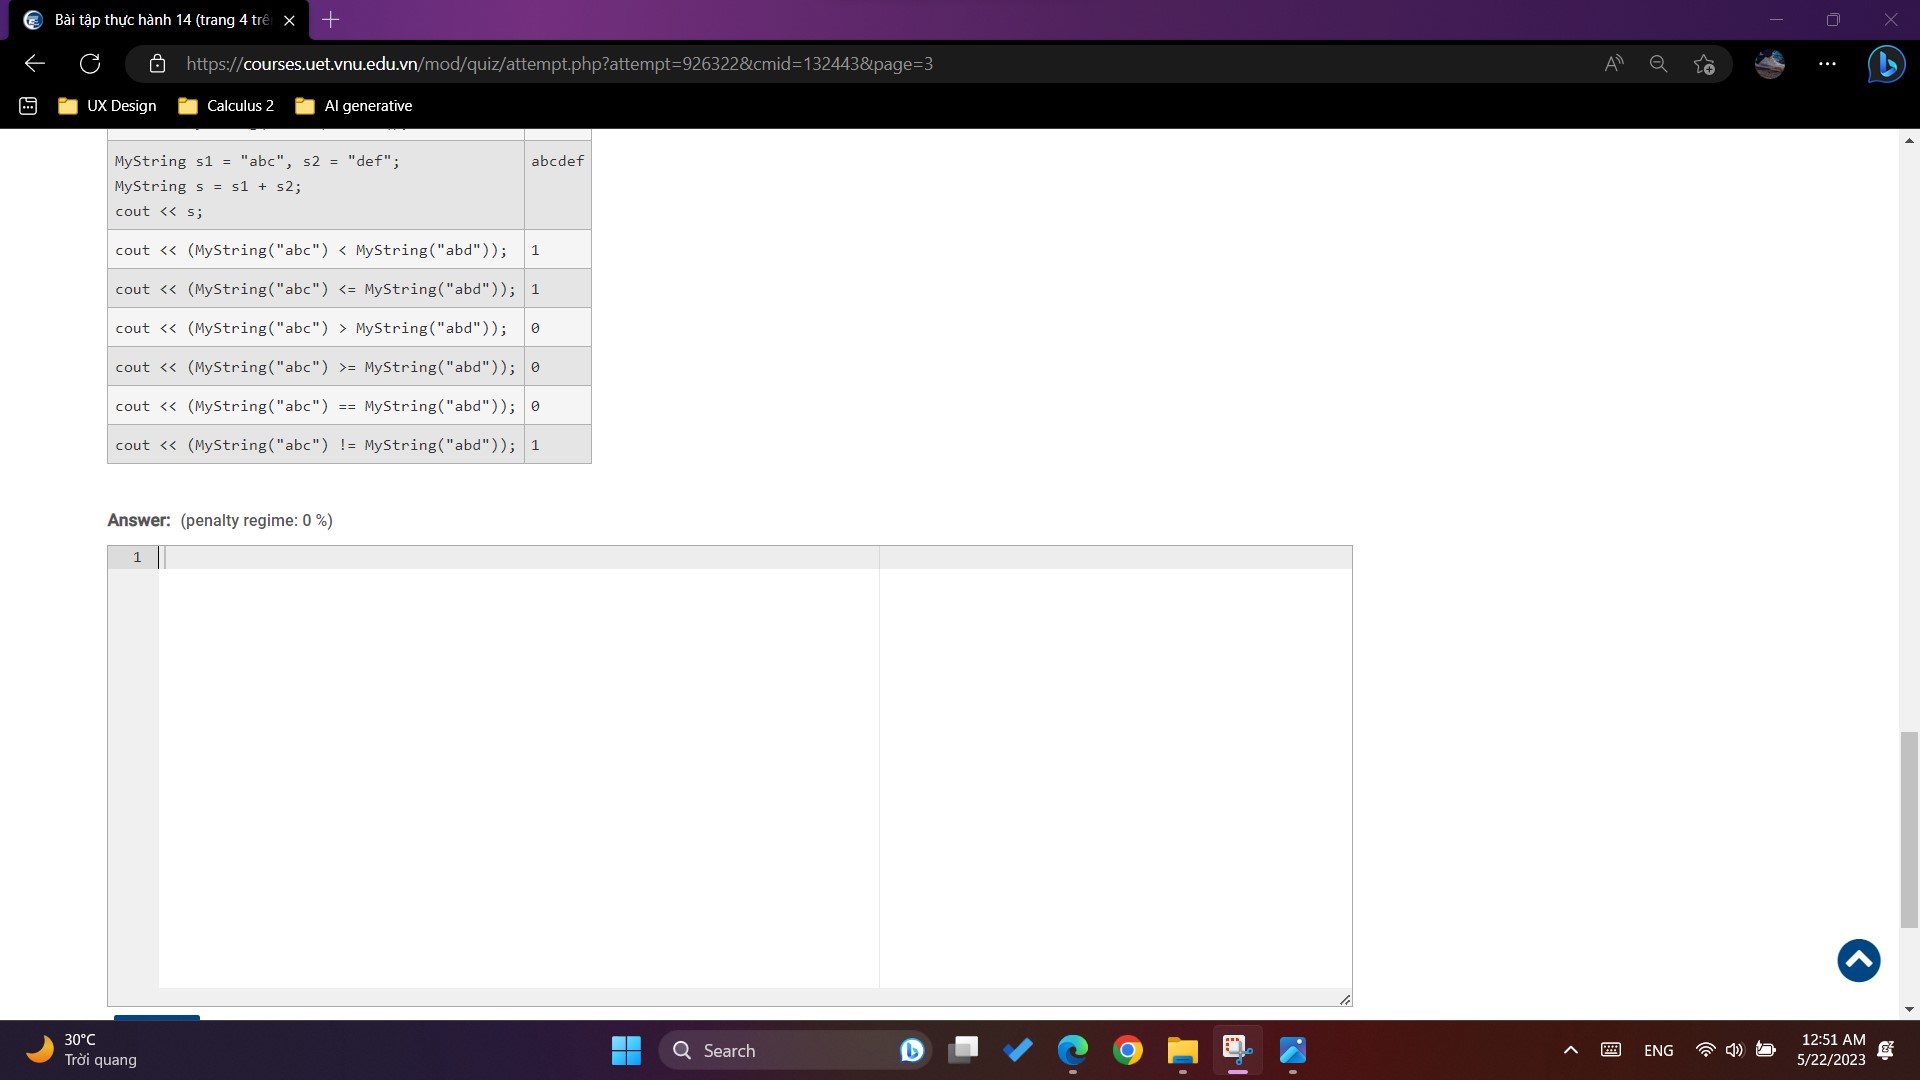 Bài tập thực hành 14 (trang 4 trê
https://courses.uet.vnu.edu.vn/mod/quiz/attempt.php?attempt=926322&cmid=132443&page=3
UX Design
Calculus 2
AI generative
MyString s1 = "abc", s2 = "def";
MyString s = s1 + s2;
cout << s;
abcdef
cout << (MyString("abc") < MyString("abd"));
1
cout << (MyString("abc") <= MyString("abd"));
1
cout << (MyString("abc") > MyString("abd"));
0
cout << (MyString("abc") >= MyString("abd"));
0
cout << (MyString("abc") == MyString("abd"));
0
cout << (MyString("abc") != MyString("abd"));
1
Answer: (penalty regime: 0 %)
1
30°C
Trời quang
Search
ENG
12:51 AM
5/22/2023